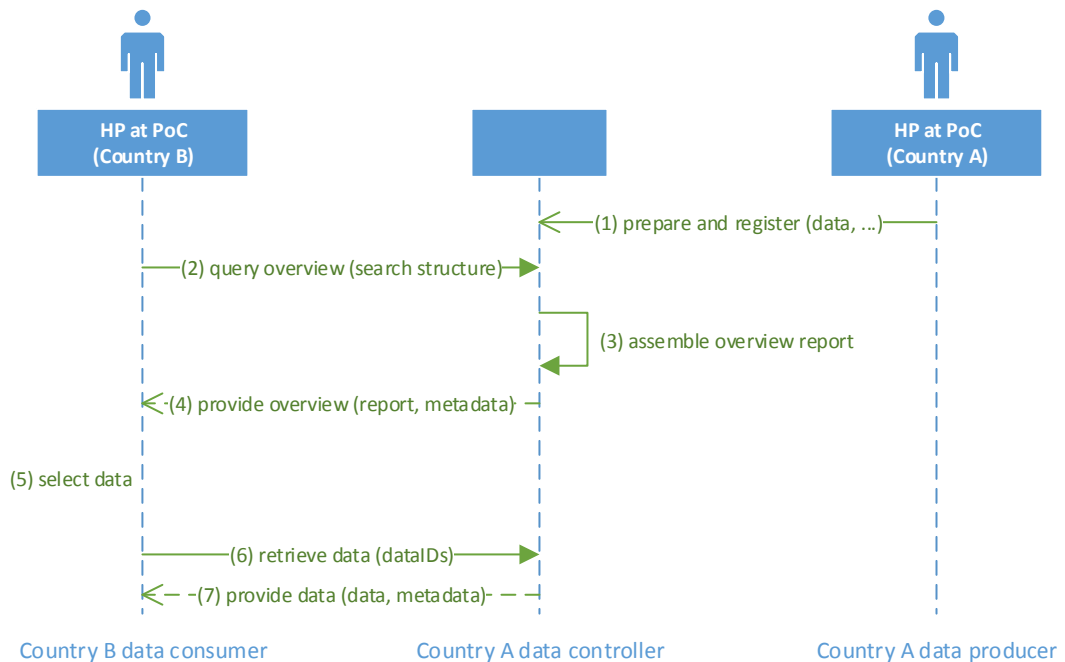 HP at PoC
(Country B)
HP at PoC
(Country A)
(1) prepare and register (data, ...)
(2) query overview (search structure)
(3) assemble overview report
(4) provide overview (report, metadata)
(5) select data
(6) retrieve data (dataIDs)
(7) provide data (data, metadata)
Country B data consumer
Country A data controller
Country A data producer